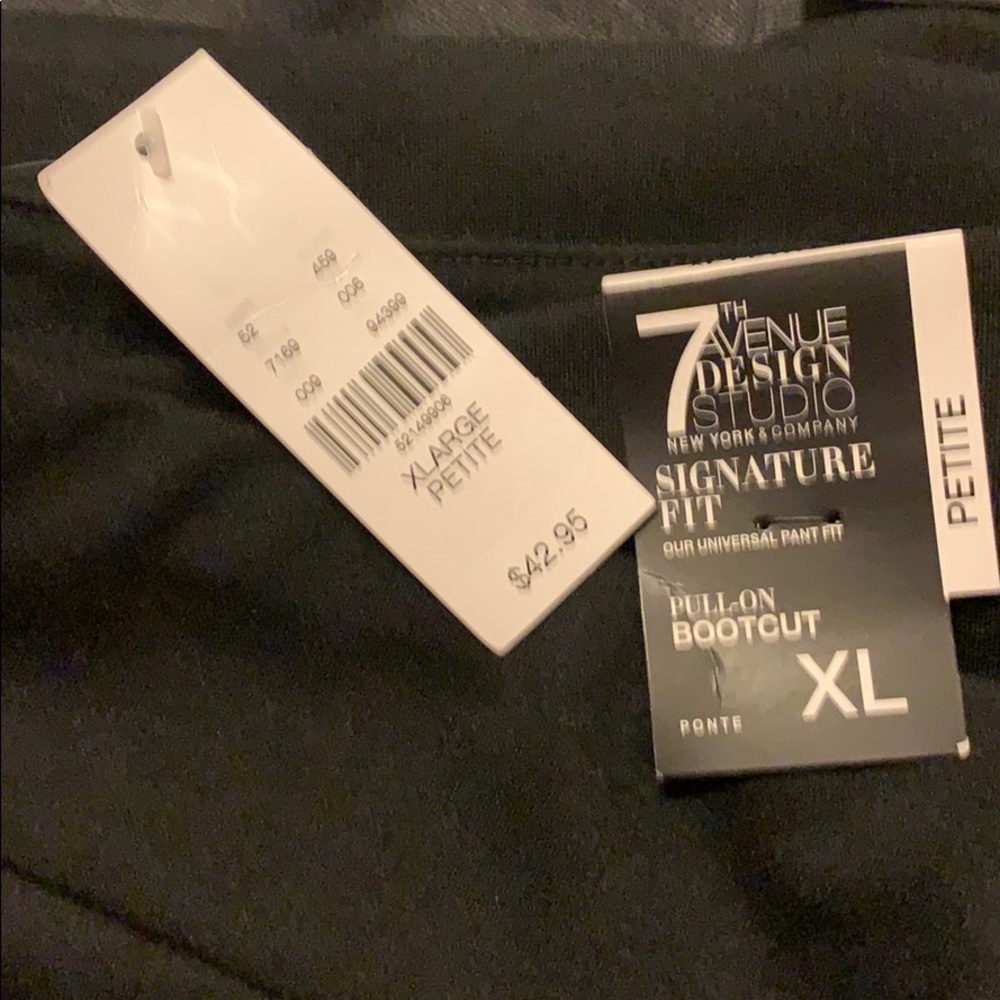 459
006
94399
52
7169
009
52149906
XLARGE
PETITE
$42.95
7TH
AVENUE
DESIGN
STUDIO
NEW YORK & COMPANY
SIGNATURE
FIT
OUR UNIVERSAL PANT FIT
PULL-ON
BOOTCUT
XL
PONTE
PETITE